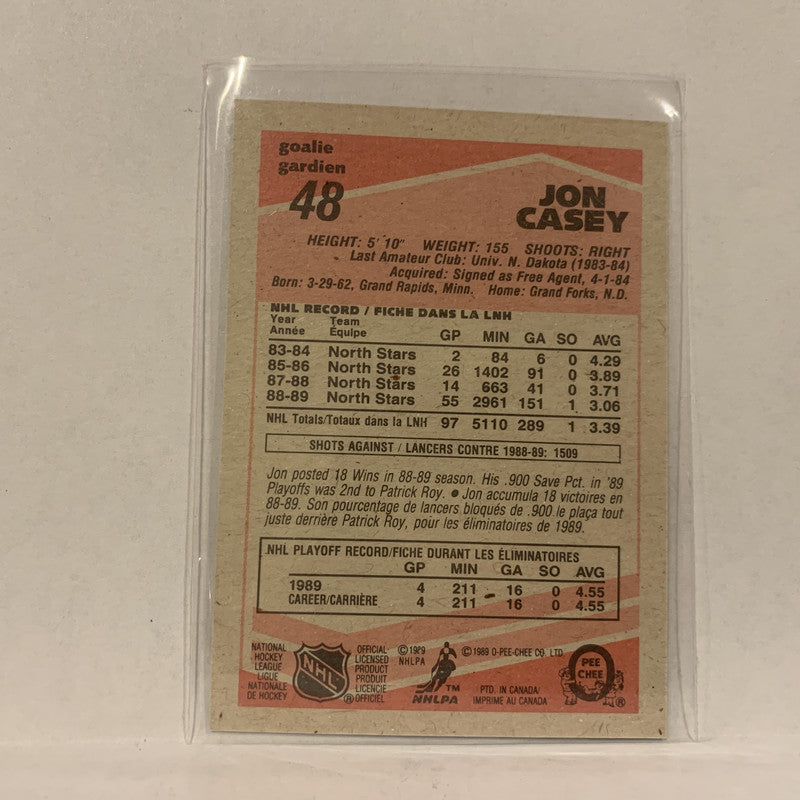 goalie
gardien
48
JON
CASEY
HEIGHT: 5' 10" WEIGHT: 155 SHOOTS: RIGHT
Last Amateur Club: Univ. N. Dakota (1983-84)
Acquired: Signed as Free Agent, 4-1-84
Born: 3-29-62, Grand Rapids, Minn. Home: Grand Forks, N.D.
NHL RECORD / FICHE DANS LA LNH
Year Team
Année Équipe GP MIN GA SO AVG
83-84 North Stars 2 84 6 0 4.29
85-86 North Stars 26 1402 91 0 3.89
87-88 North Stars 14 663 41 0 3.71
88-89 North Stars 55 2961 151 1 3.06
NHL Totals/Totaux dans la LNH 97 5110 289 1 3.39
SHOTS AGAINST / LANCERS CONTRE 1988-89: 1509
Jon posted 18 Wins in 88-89 season. His .900 Save Pct. in '89
Playoffs was 2nd to Patrick Roy. • Jon accumula 18 victoires en
88-89. Son pourcentage de lancers bloqués de .900 le plaça tout
juste derrière Patrick Roy, pour les éliminatoires de 1989.
NHL PLAYOFF RECORD/FICHE DURANT LES ÉLIMINATOIRES
GP MIN GA SO AVG
1989 4 211 16 0 4.55
CAREER/CARRIÈRE 4 211 16 0 4.55
NATIONAL
HOCKEY
LEAGUE
LIGUE
NATIONALE
DE HOCKEY
NHL
®
OFFICIAL
LICENSED
PRODUCT
PRODUIT
LICENCIE
OFFICIEL
©1989
NHLPA
TM
NHLPA
©1989 O-PEE-CHEE CO. LTD.
PTD. IN CANADA/
IMPRIME AU CANADA
O
PEE
CHEE
®